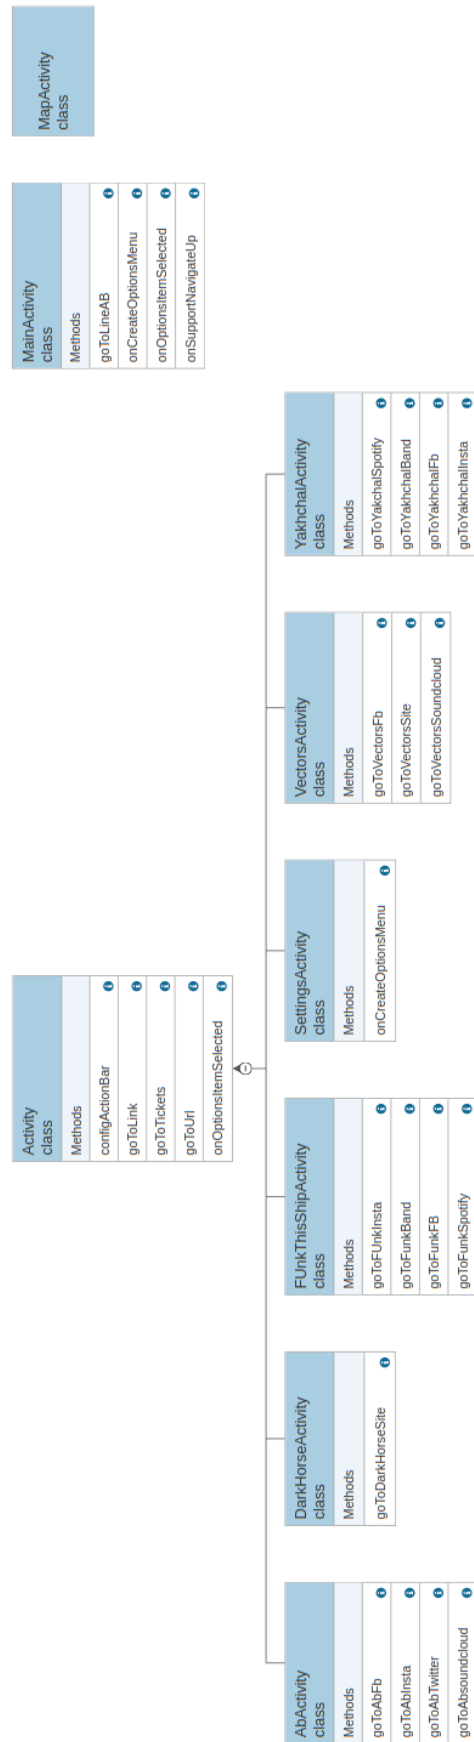 Activity
class
Methods
configActionBar
goToLink
goToTickets
goToUrl
onOptionsItemSelected
MainActivity
class
Methods
goToLineAB
onCreateOptionsMenu
onOptionsItemSelected
onSupportNavigateUp
MapActivity
class
AbActivity
class
Methods
goToAbFb
goToAbInsta
goToAbTwitter
goToAbsoundcloud
DarkHorseActivity
class
Methods
goToDarkHorseSite
FUnkThisShipActivity
class
Methods
goToFUnkInsta
goToFunkBand
goToFunkFB
goToFunkSpotify
SettingsActivity
class
Methods
onCreateOptionsMenu
VectorsActivity
class
Methods
goToVectorsFb
goToVectorsSite
goToVectorsSoundcloud
YakhchalActivity
class
Methods
goToYakchalSpotify
goToYakhchalBand
goToYakhchalFb
goToYakhchalInsta